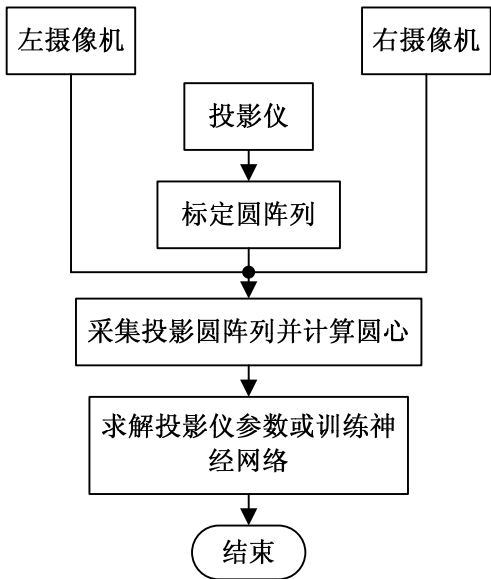 左摄像机
右摄像机
投影仪
标定圆阵列
采集投影圆阵列并计算圆心
求解投影仪参数或训练神
经网络
结束